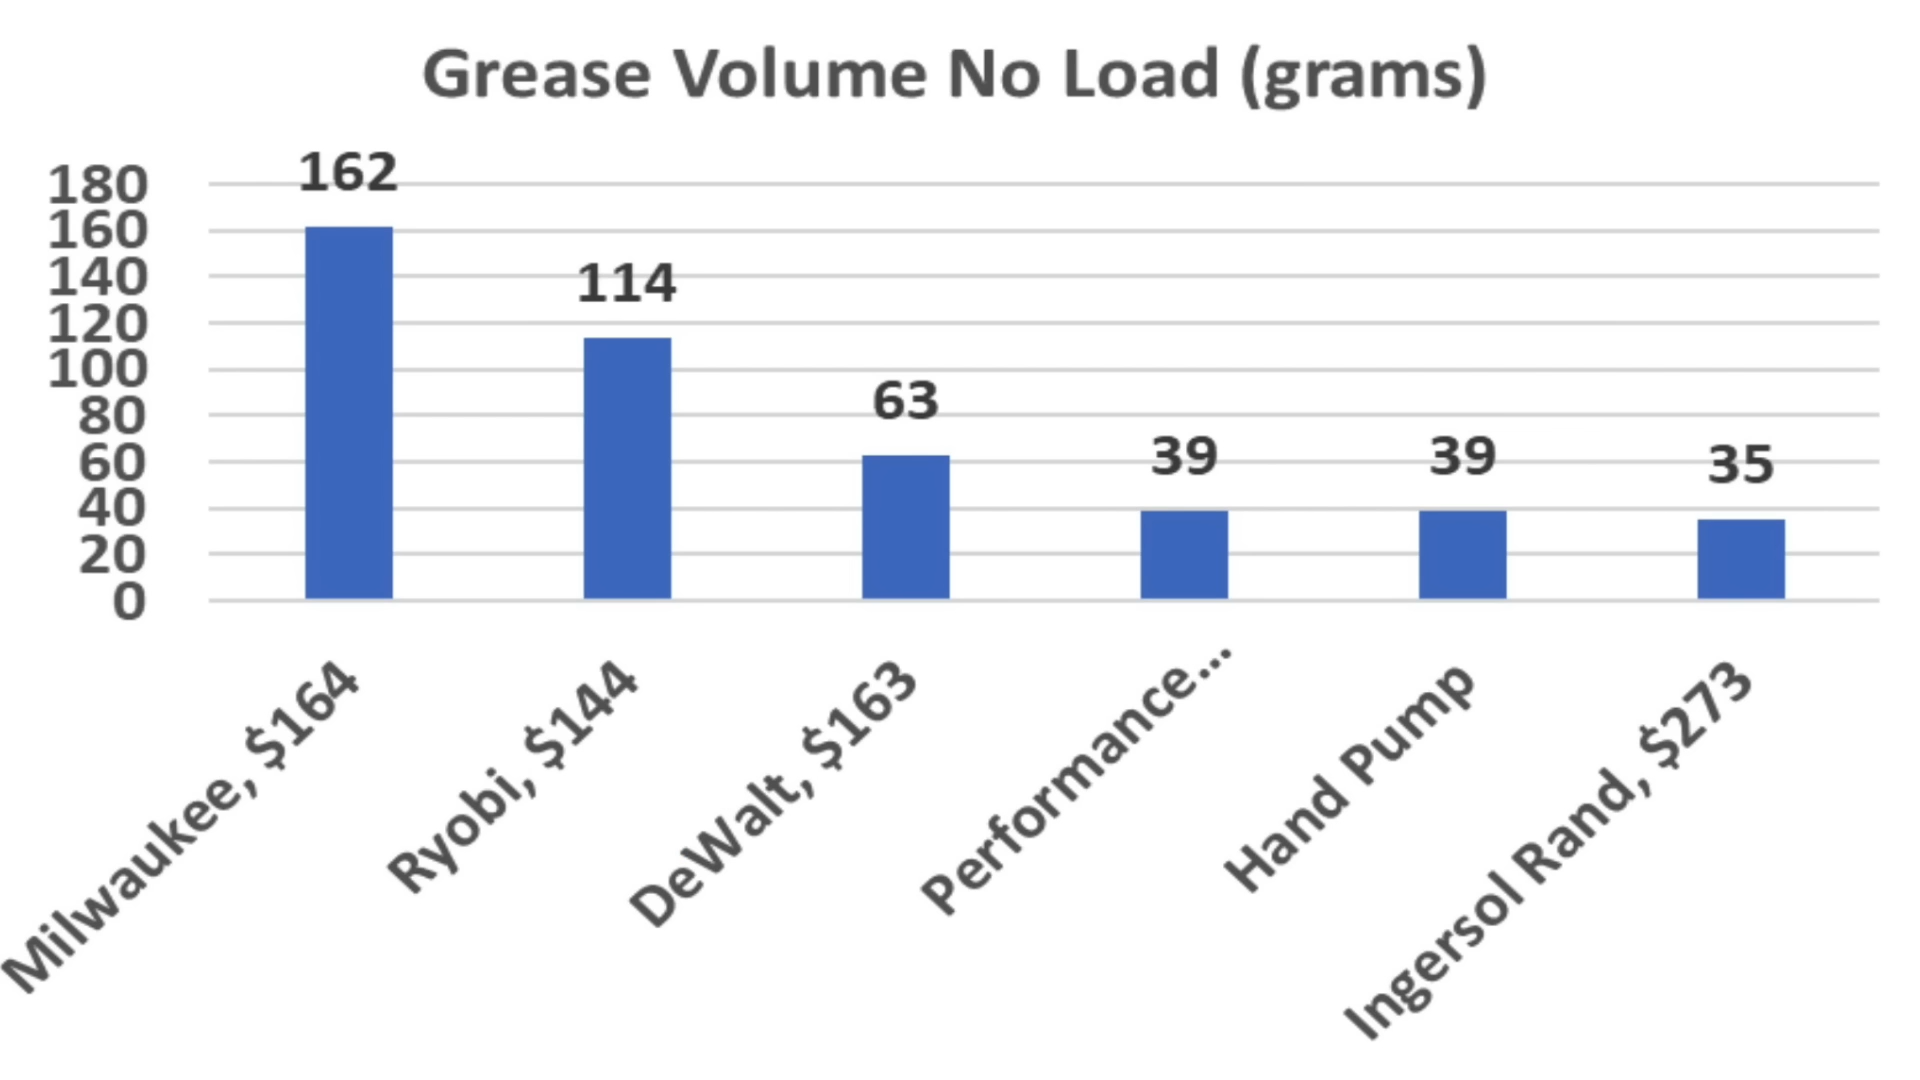 Grease Volume No Load (grams)
180
160
140
120
100
80
60
40
20
0
162
114
63
39
39
35
Milwaukee, $164
Ryobi, $144
DeWalt, $163
Performance...
Hand Pump
Ingersol Rand, $273